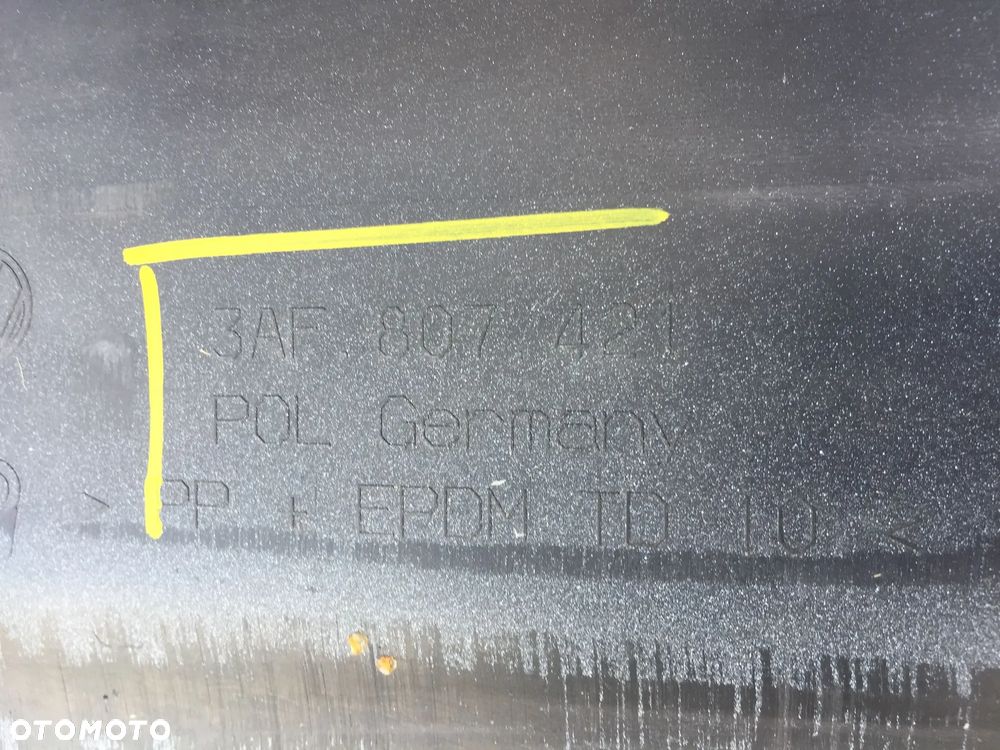 3AF 807 421
POL Germany
> PP + EPDM TD 10 <
OTOMOTO